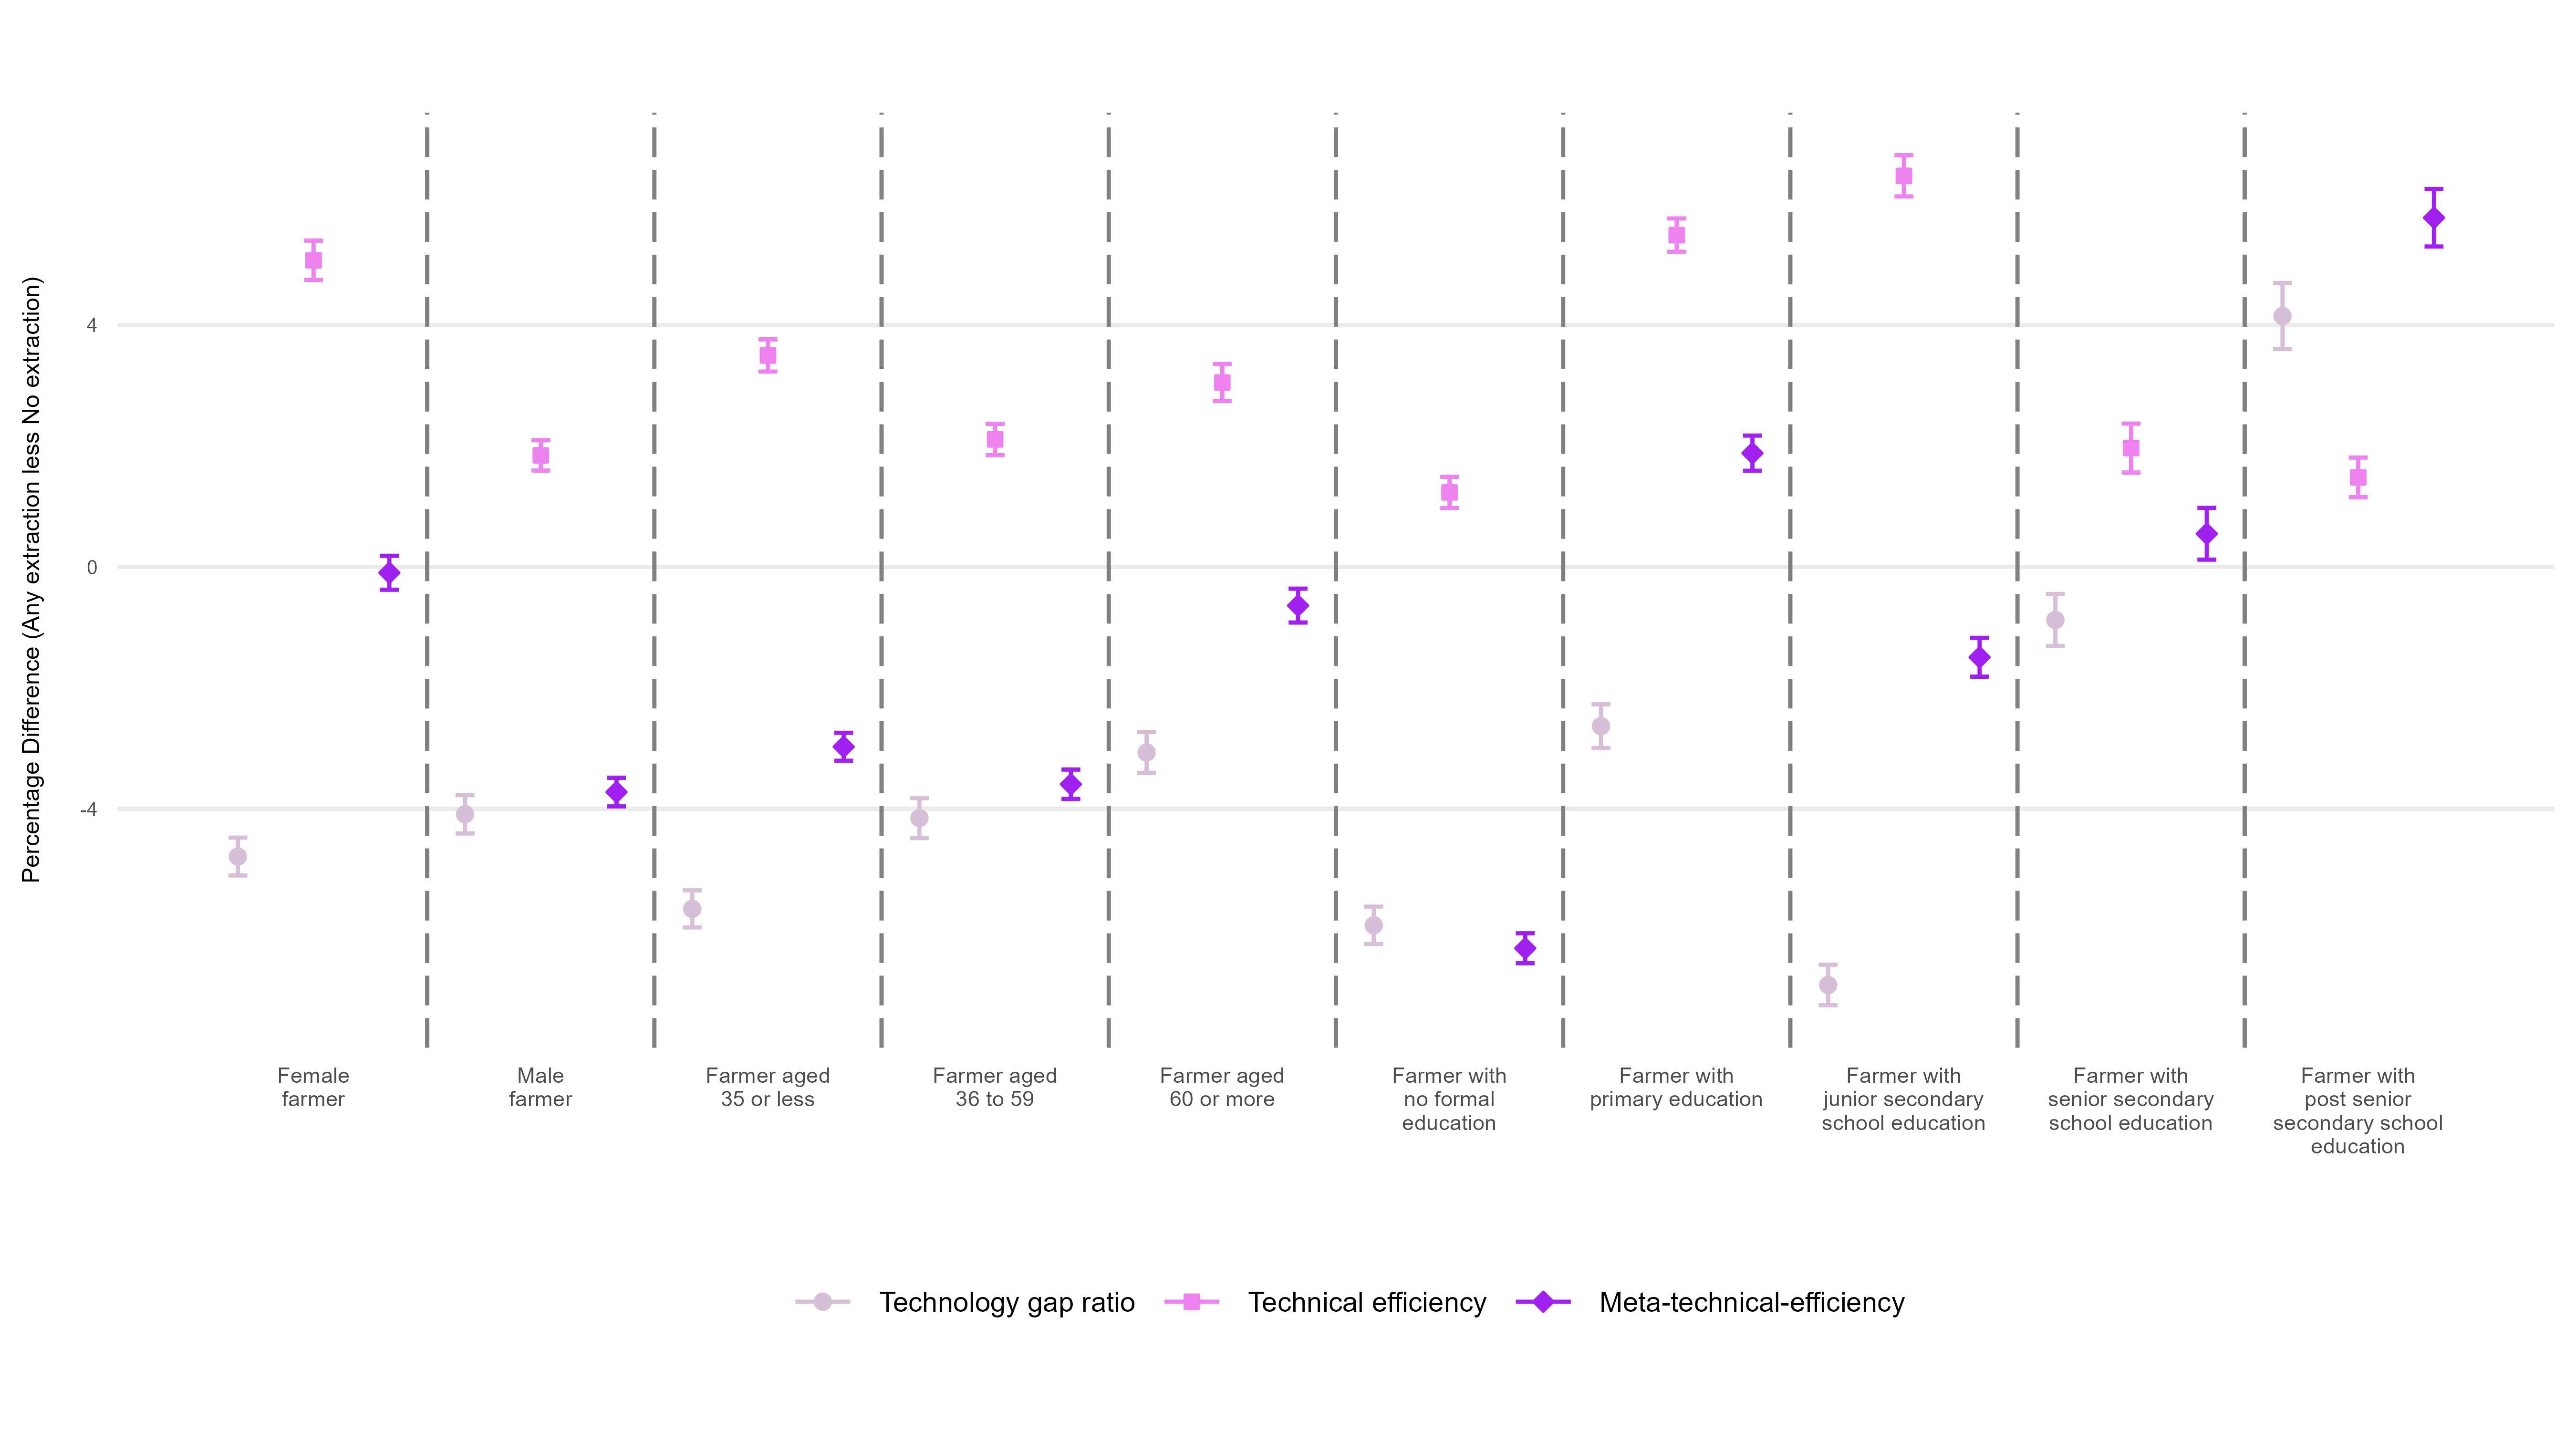 Percentage Difference (Any extraction less No extraction)
4
0
-4
Female
farmer
Male
farmer
Farmer aged
35 or less
Farmer aged
36 to 59
Farmer aged
60 or more
Farmer with
no formal
education
Farmer with
primary education
Farmer with
junior secondary
school education
Farmer with
senior secondary
school education
Farmer with
post senior
secondary school
education
Technology gap ratio
Technical efficiency
Meta-technical-efficiency